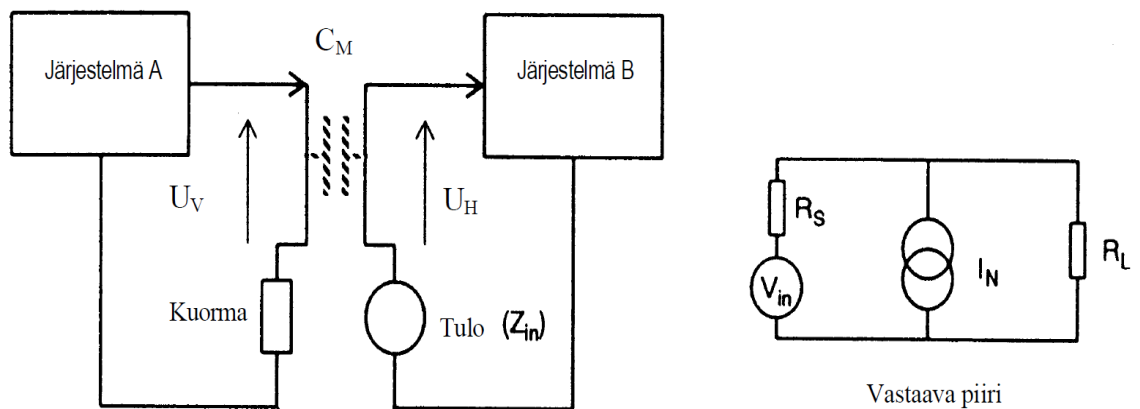 Järjestelmä A
C_M
Järjestelmä B
U_V
U_H
Kuorma
Tulo (Z_in)
R_S
V_in
I_N
R_L
Vastaava piiri